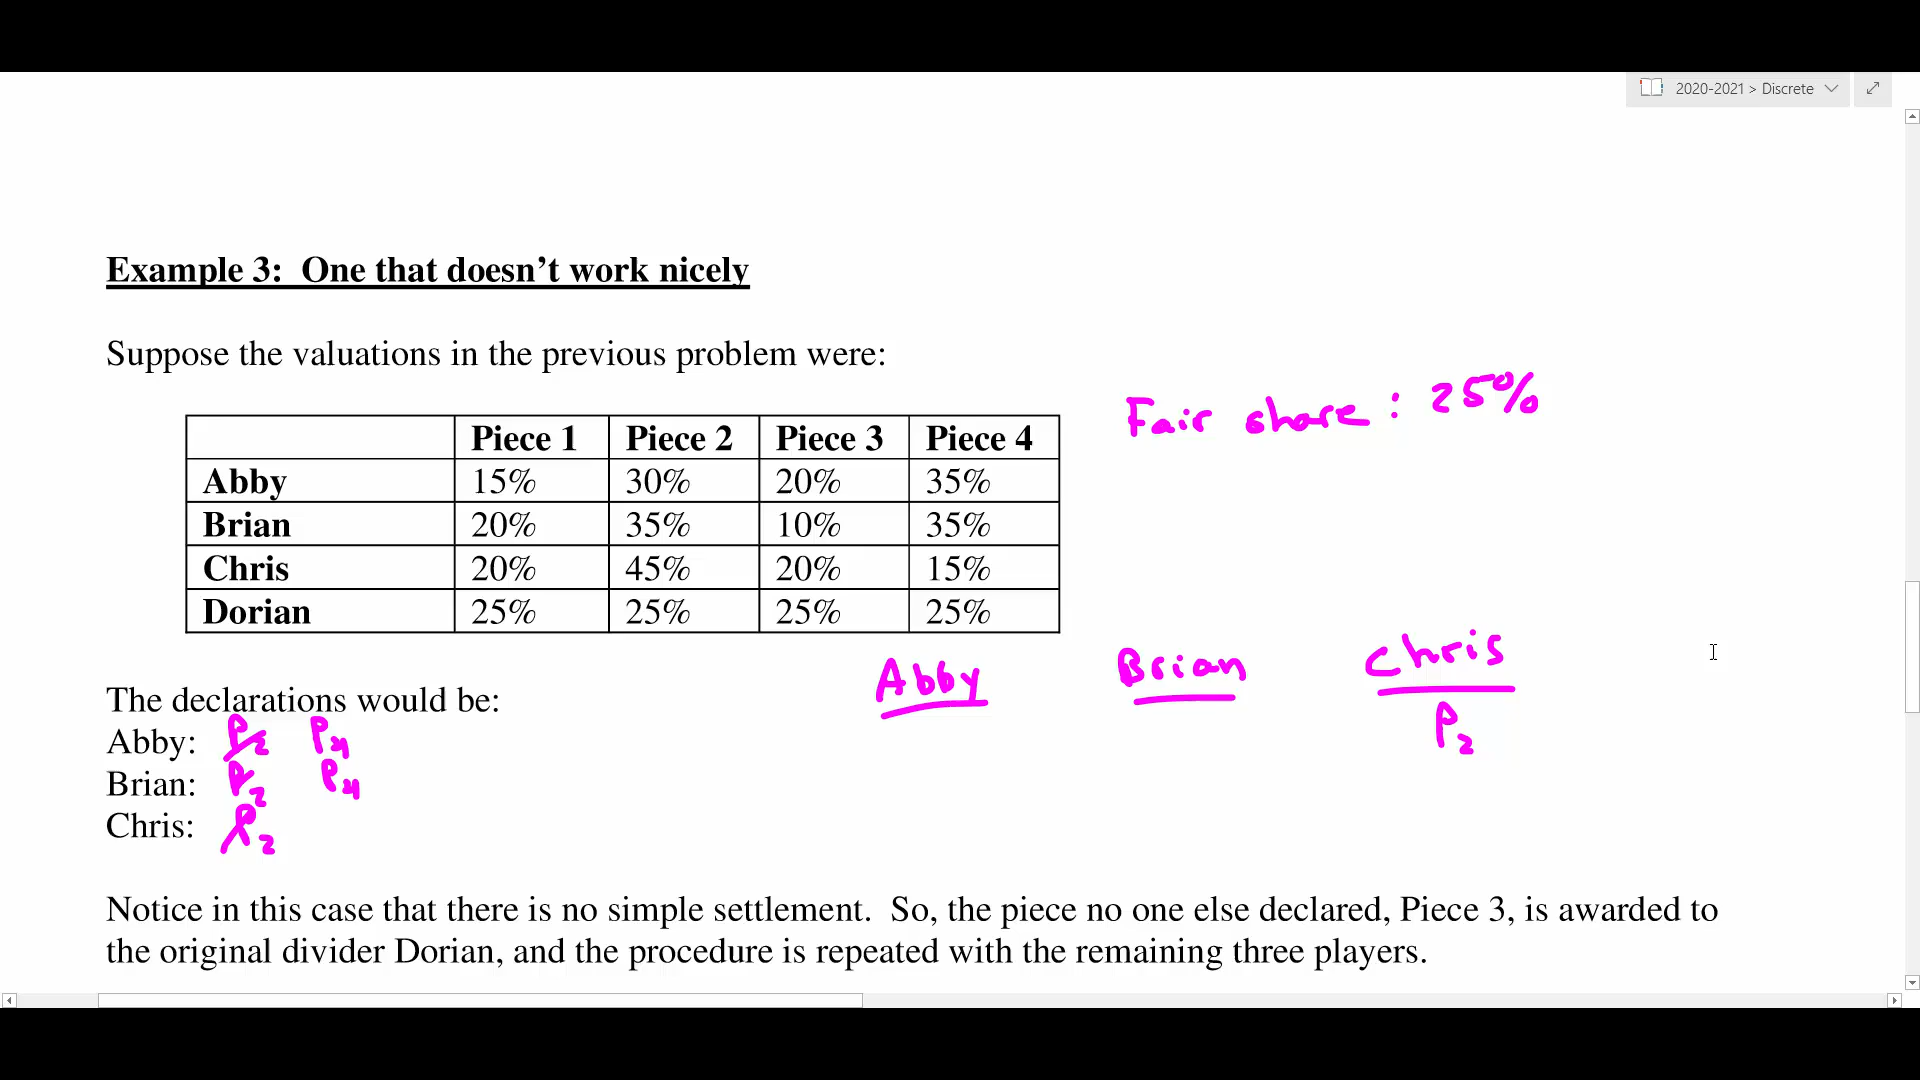 2020-2021 > Discrete
Example 3: One that doesn't work nicely
Suppose the valuations in the previous problem were:
Fair share : 25%
Piece 1 Piece 2 Piece 3 Piece 4
Abby 15% 30% 20% 35%
Brian 20% 35% 10% 35%
Chris 20% 45% 20% 15%
Dorian 25% 25% 25% 25%
Abby Brian Chris
P2
The declarations would be:
Abby: P2 P4
Brian: P2 P4
Chris: P2
Notice in this case that there is no simple settlement. So, the piece no one else declared, Piece 3, is awarded to
the original divider Dorian, and the procedure is repeated with the remaining three players.